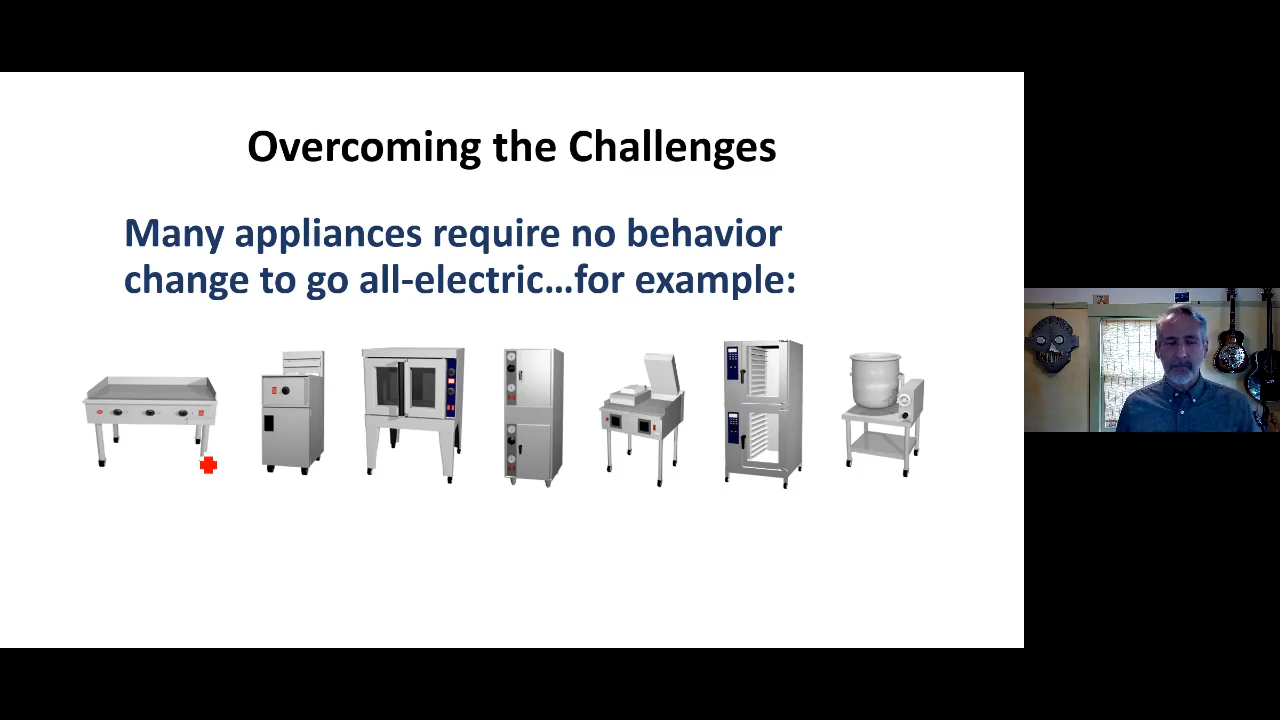 Overcoming the Challenges
Many appliances require no behavior
change to go all-electric...for example: